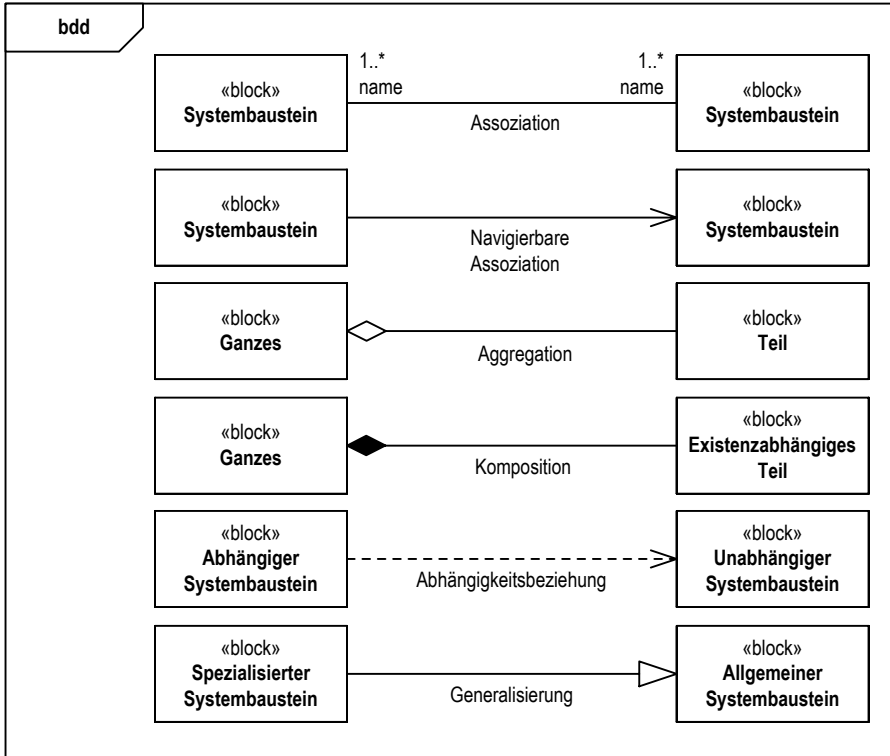 bdd
1..*
1..*
name
name
«block»
Systembaustein
«block»
Systembaustein
Assoziation
«block»
Systembaustein
«block»
Systembaustein
Navigierbare
Assoziation
«block»
Ganzes
«block»
Teil
Aggregation
«block»
Ganzes
«block»
Existenzabhängiges
Teil
Komposition
«block»
Abhängiger
Systembaustein
«block»
Unabhängiger
Systembaustein
Abhängigkeitsbeziehung
«block»
Spezialisierter
Systembaustein
«block»
Allgemeiner
Systembaustein
Generalisierung